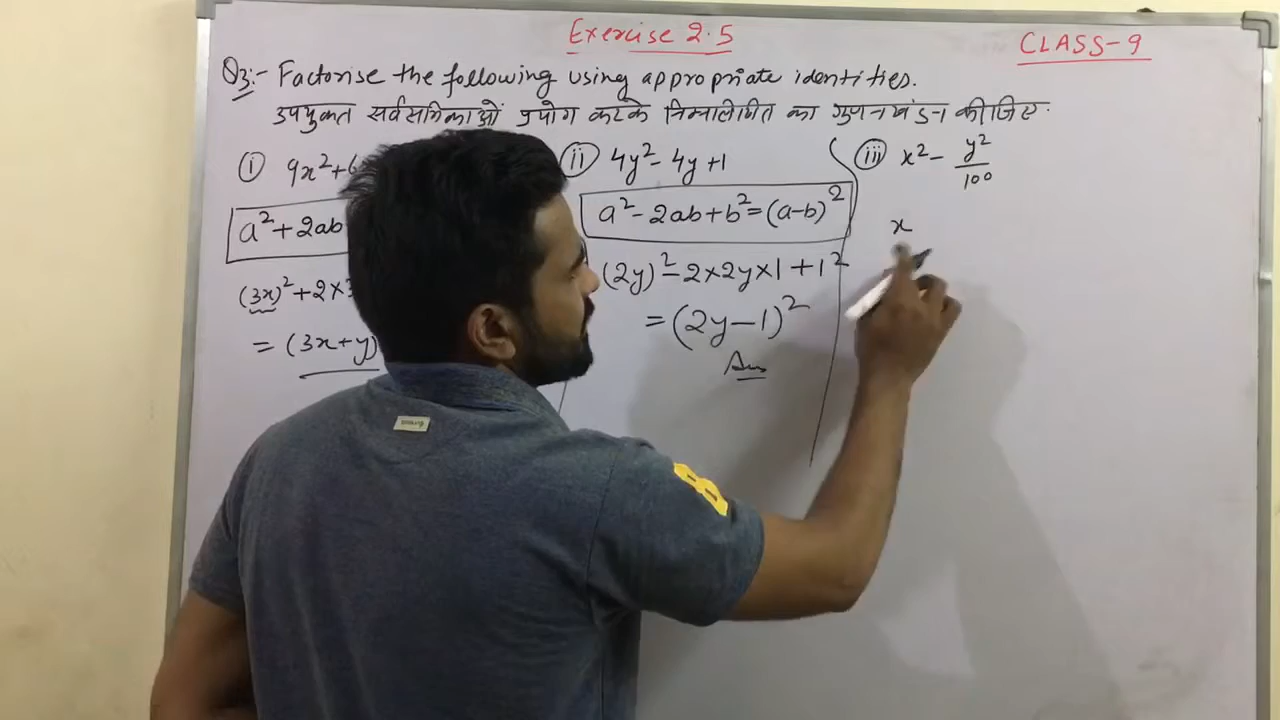 Exercise 2.5
CLASS-9
Q3:- Factorise the following using appropriate identities.
उपयुक्त सर्वसमिकाओं प्रयोग करके निम्नलिखित का गुणनखंडन कीजिए.
(i) 9x²+6
a²+2ab
(3x)²+2×3
= (3x+y)
(ii) 4y²-4y+1
a²-2ab+b²=(a-b)²
(2y)²-2×2y×1+1²
= (2y-1)²
Ans
(iii) x²- y²/100
x